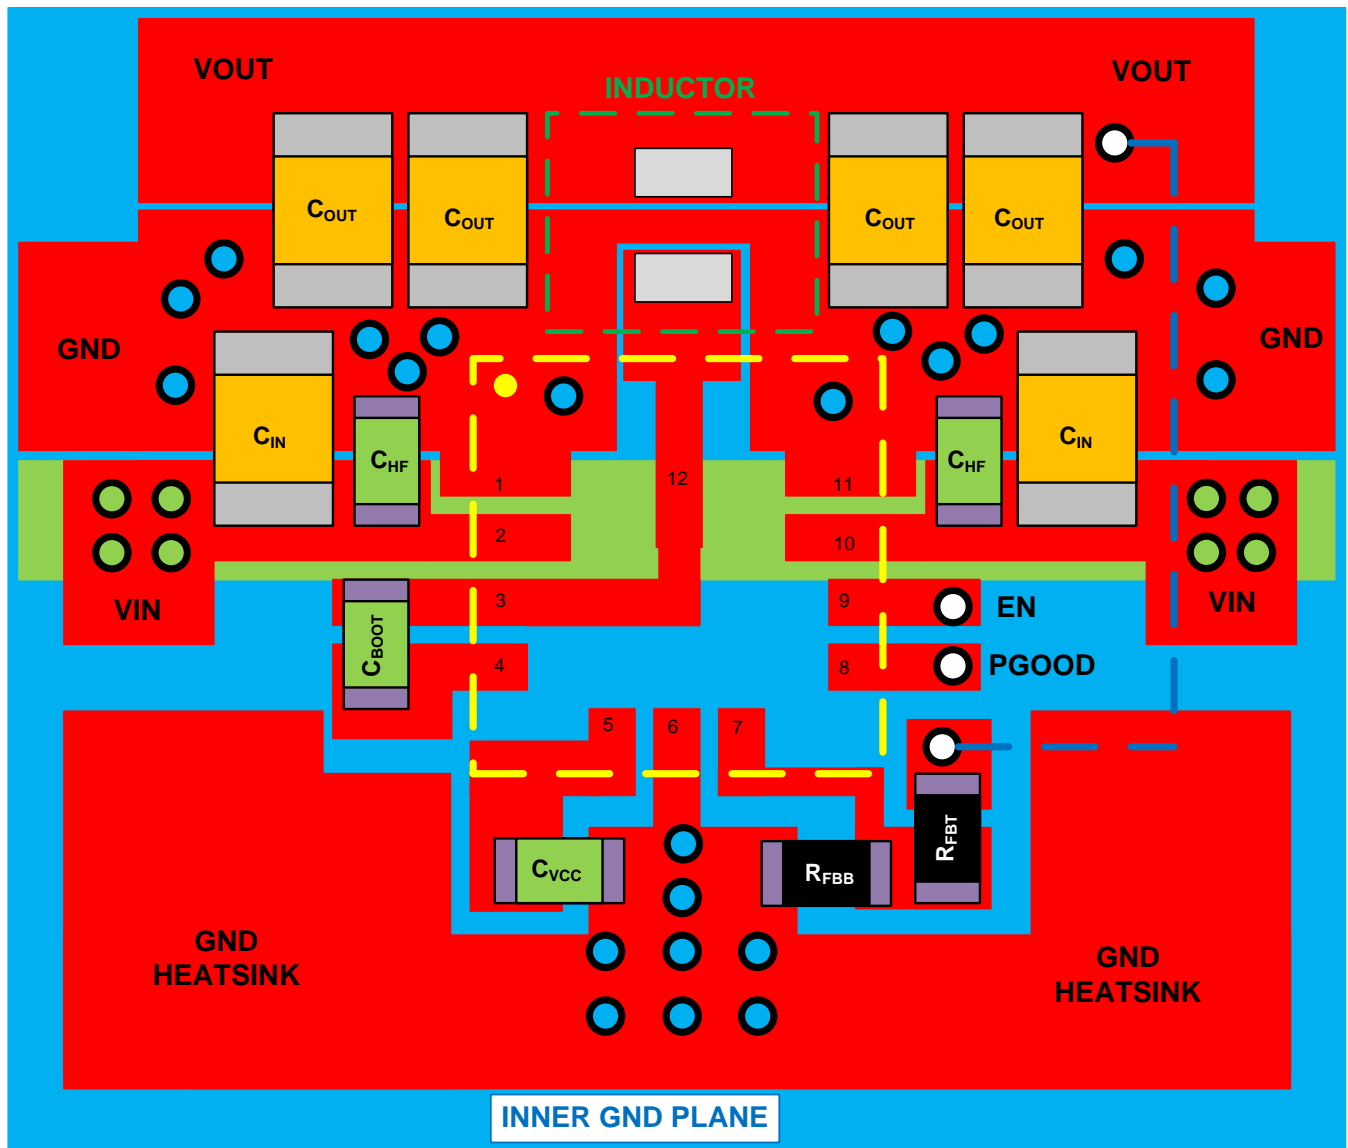 VOUT
VOUT
INDUCTOR
COUT
COUT
COUT
COUT
GND
GND
CIN
CHF
CHF
CIN
1
12
11
2
10
VIN
3
9
EN
VIN
CBOOT
4
8
PGOOD
5
6
7
CVCC
RFBB
RFBT
GND
HEATSINK
GND
HEATSINK
INNER GND PLANE